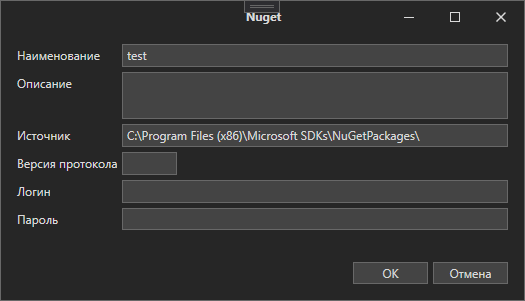 Nuget
Наименование test
Описание
Источник C:\Program Files (x86)\Microsoft SDKs\NuGetPackages\
Версия протокола
Логин
Пароль
OK Отмена